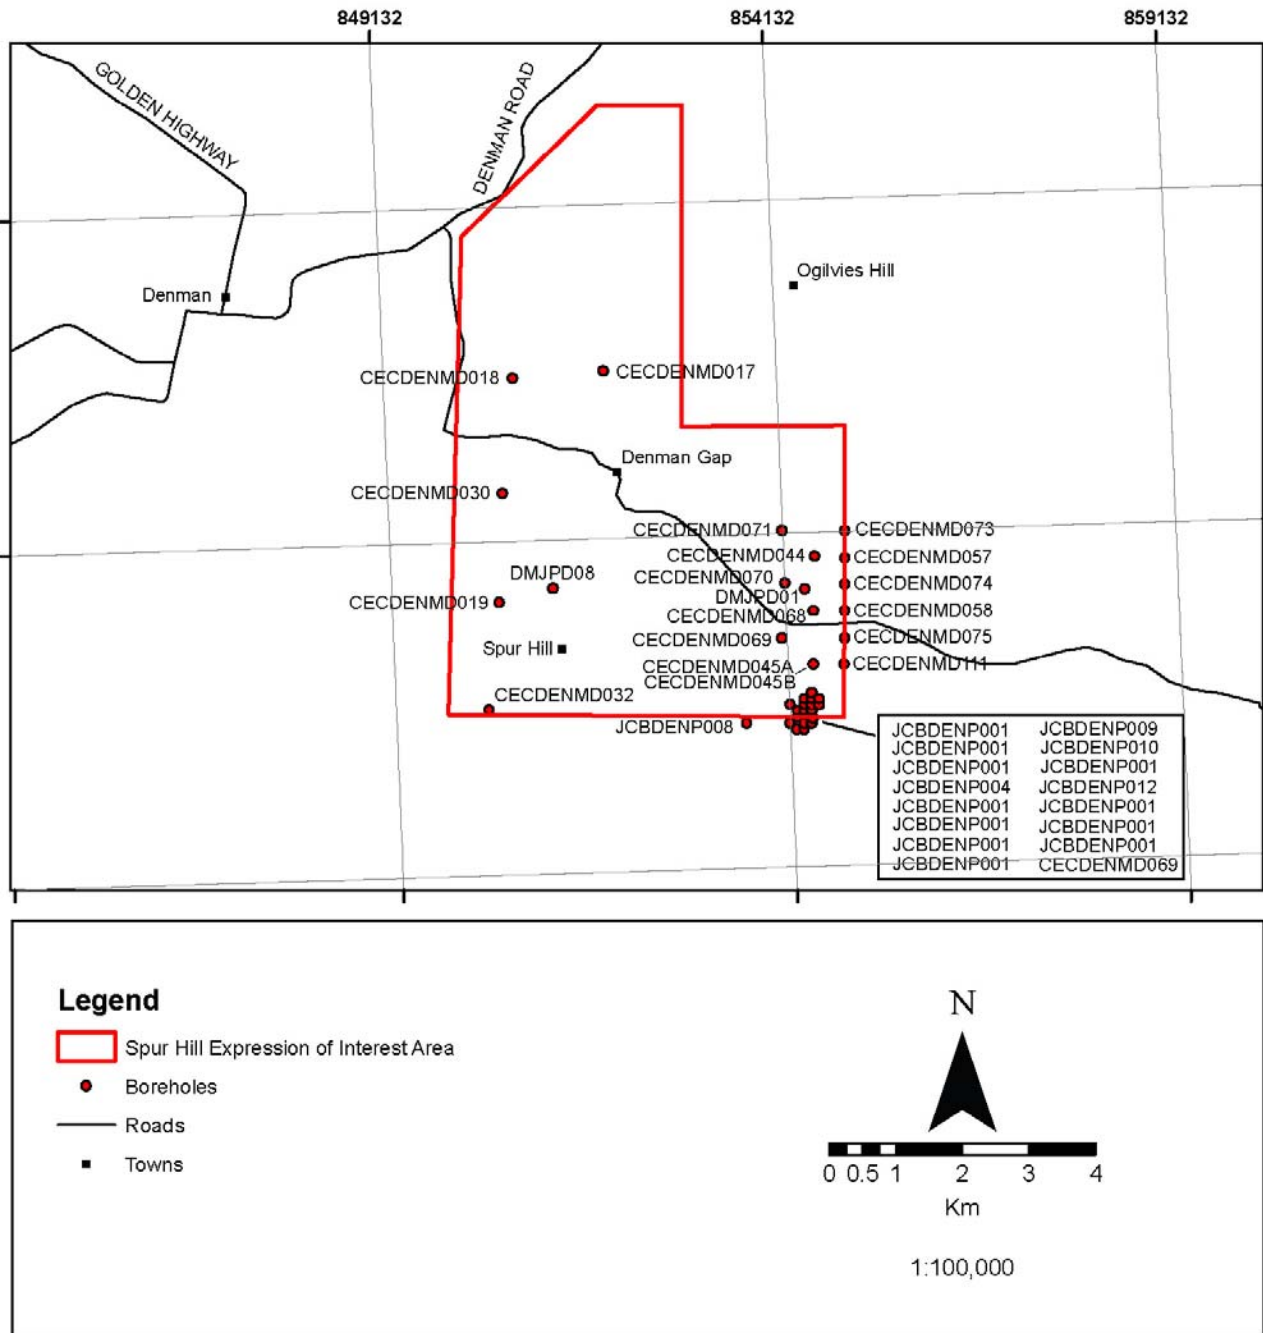 849132 854132 859132
GOLDEN HIGHWAY
DENMAN ROAD
Ogilvies Hill
Denman
CECDENMD018
CECDENMD017
Denman Gap
CECDENMD030
CECDENMD071
CECDENMD073
CECDENMD044
CECDENMD057
DMJPD08
CECDENMD070
CECDENMD074
DMJPD01
CECDENMD019
CECDENMD068
CECDENMD058
CECDENMD069
CECDENMD075
Spur Hill
CECDENMD045A
CECDENMD111
CECDENMD045B
CECDENMD032
JCBDENP008
JCBDENP001 JCBDENP009
JCBDENP001 JCBDENP010
JCBDENP001 JCBDENP001
JCBDENP004 JCBDENP012
JCBDENP001 JCBDENP001
JCBDENP001 JCBDENP001
JCBDENP001 JCBDENP001
JCBDENP001 CECDENMD069
Legend
Spur Hill Expression of Interest Area
Boreholes
Roads
Towns
N
0 0.5 1 2 3 4
Km
1:100,000